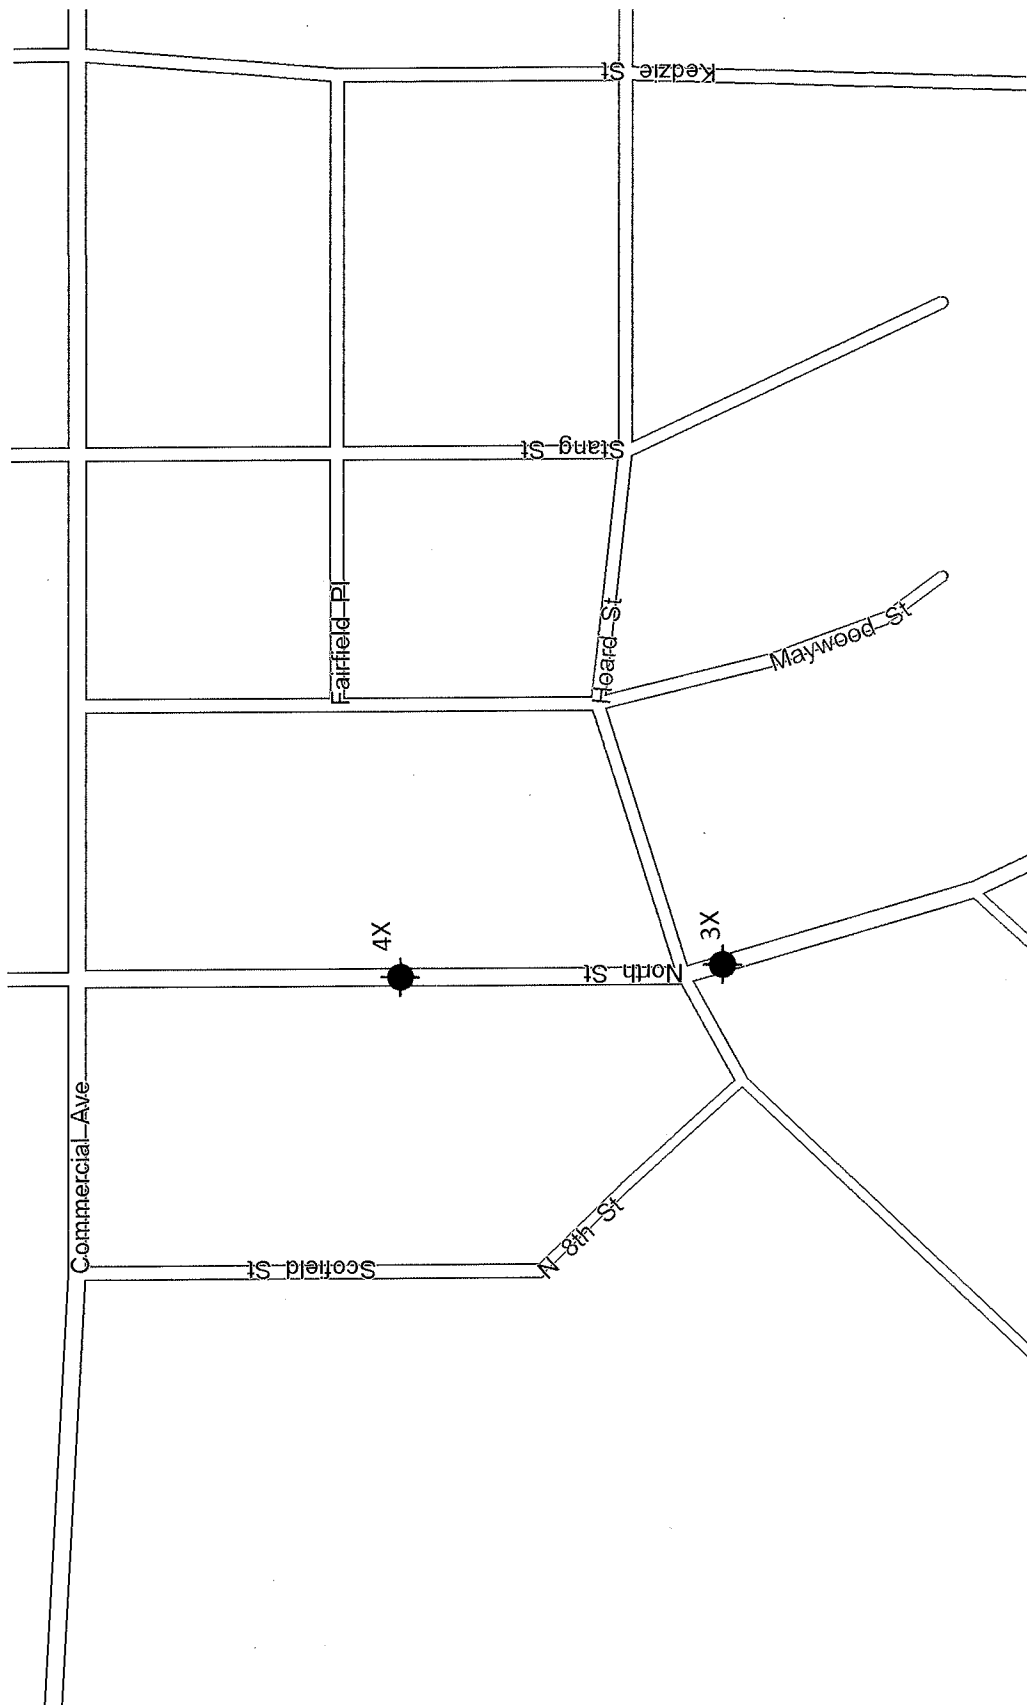 Kedzie St
Stang St
Fairfield Pl
Hoard St
Maywood St
4X
3X
North St
Commercial Ave
Scofield St
N 8th St